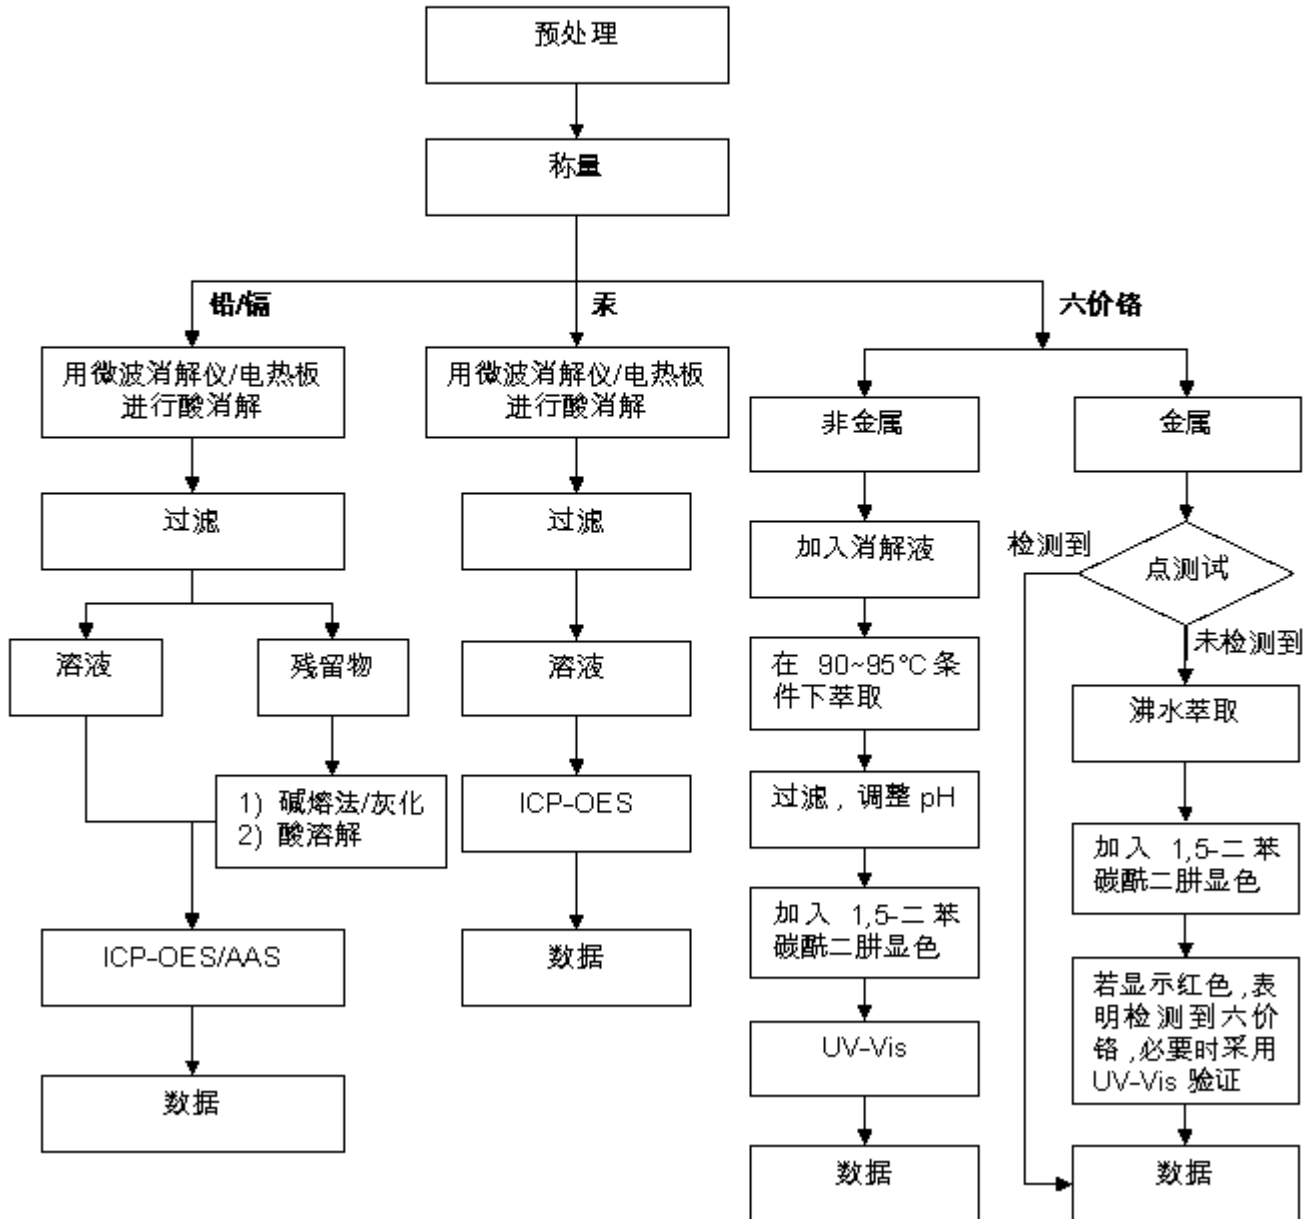 预处理
称量
铅/镉
汞
六价铬
用微波消解仪/电热板
进行酸消解
过滤
溶液
残留物
1) 碱熔法/灰化
2) 酸溶解
ICP-OES/AAS
数据
用微波消解仪/电热板
进行酸消解
过滤
溶液
ICP-OES
数据
非金属
加入消解液
在 90~95°C 条
件下萃取
过滤，调整 pH
加入 1,5-二苯
碳酰二肼显色
UV-Vis
数据
金属
点测试
检测到
未检测到
沸水萃取
加入 1,5-二苯
碳酰二肼显色
若显示红色，表
明检测到六价
铬，必要时采用
UV-Vis 验证
数据